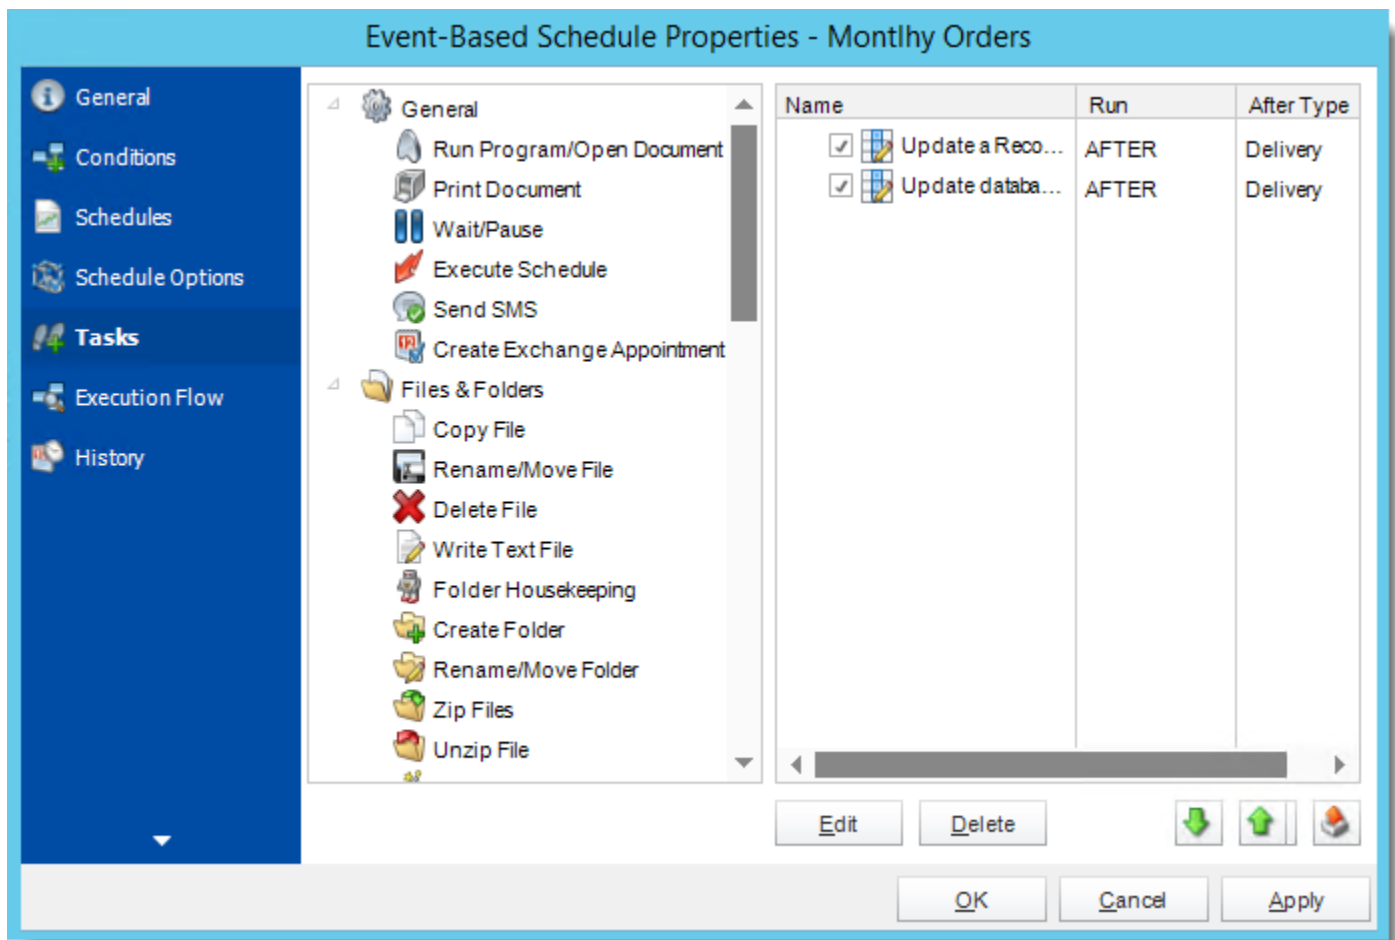 Event-Based Schedule Properties - Montlhy Orders
General
Conditions
Schedules
Schedule Options
Tasks
Execution Flow
History
General
Run Program/Open Document
Print Document
Wait/Pause
Execute Schedule
Send SMS
Create Exchange Appointment
Files & Folders
Copy File
Rename/Move File
Delete File
Write Text File
Folder Housekeeping
Create Folder
Rename/Move Folder
Zip Files
Unzip File
Name Run After Type
Update a Reco... AFTER Delivery
Update databa... AFTER Delivery
Edit Delete
OK Cancel Apply